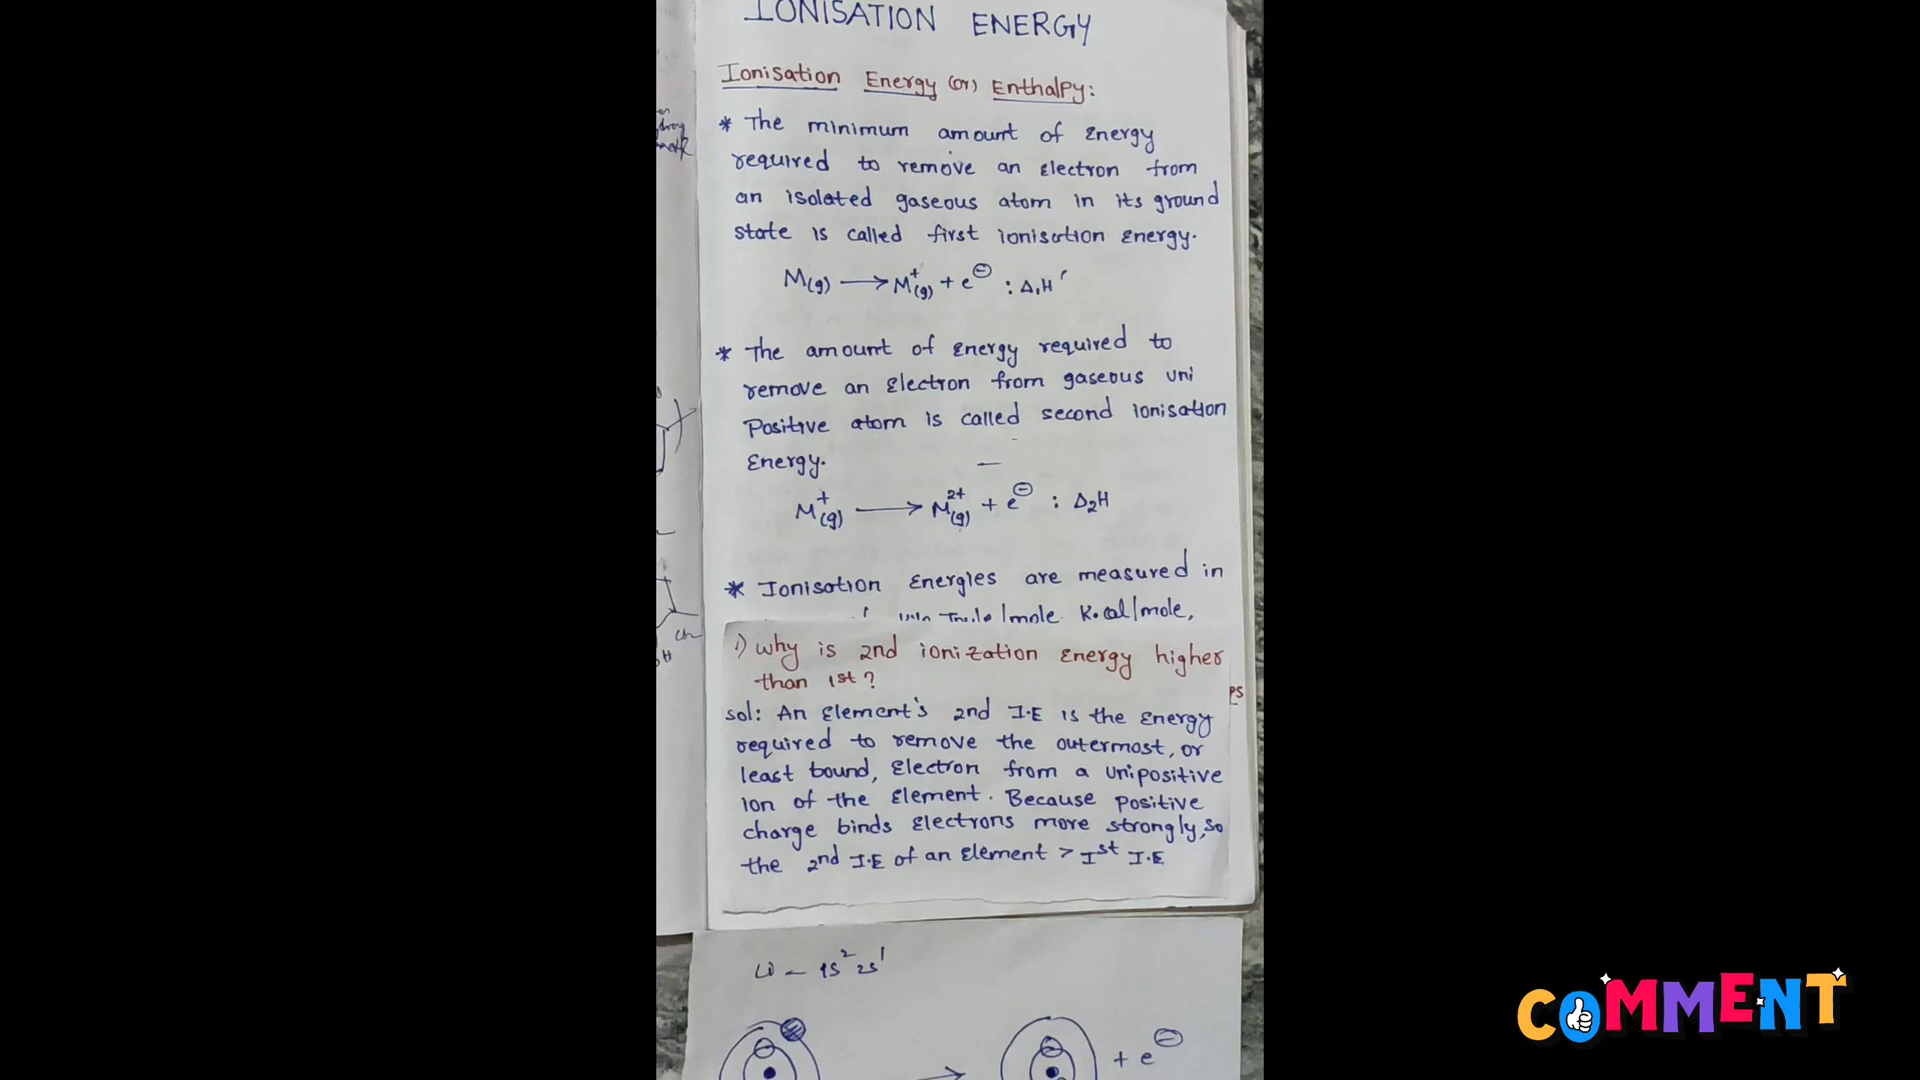 IONISATION ENERGY
Ionisation Energy (or) Enthalpy:
* The minimum amount of Energy
required to remove an Electron from
an isolated gaseous atom in its ground
state is called first ionisation Energy.
M(g) ⟶ M⁺(g) + e⊖ : Δ₁H
* The amount of Energy required to
remove an Electron from gaseous uni
Positive atom is called second ionisation
Energy.
M⁺(g) ⟶ M²⁺(g) + e⊖ : Δ₂H
* Ionisation Energies are measured in
/mole K.cal/mole,
1) Why is 2nd ionization Energy higher
than 1st?
Sol: An Element's 2nd I.E is the Energy
required to remove the outermost, or
least bound, Electron from a unipositive
ion of the Element. Because positive
charge binds Electrons more strongly, so
the 2nd I.E of an Element > Ist I.E
Li - 1s² 2s¹
+ e⊖
COMMENT